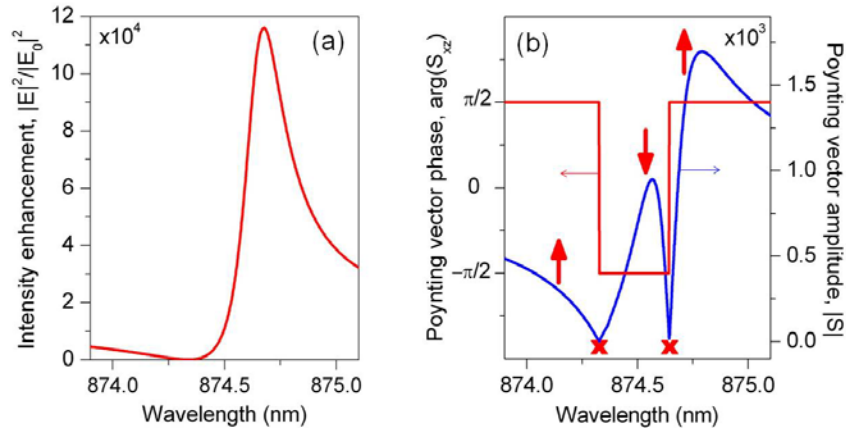 x10⁴
(a)
12
10
8
6
4
2
0
Intensity enhancement, |E|²/|E₀|²
874.0
874.5
875.0
Wavelength (nm)
(b)
x10³
π/2
0
−π/2
Poynting vector phase, arg(Sₓz)
1.5
1.0
0.5
0.0
Poynting vector amplitude, |S|
874.0
874.5
875.0
Wavelength (nm)